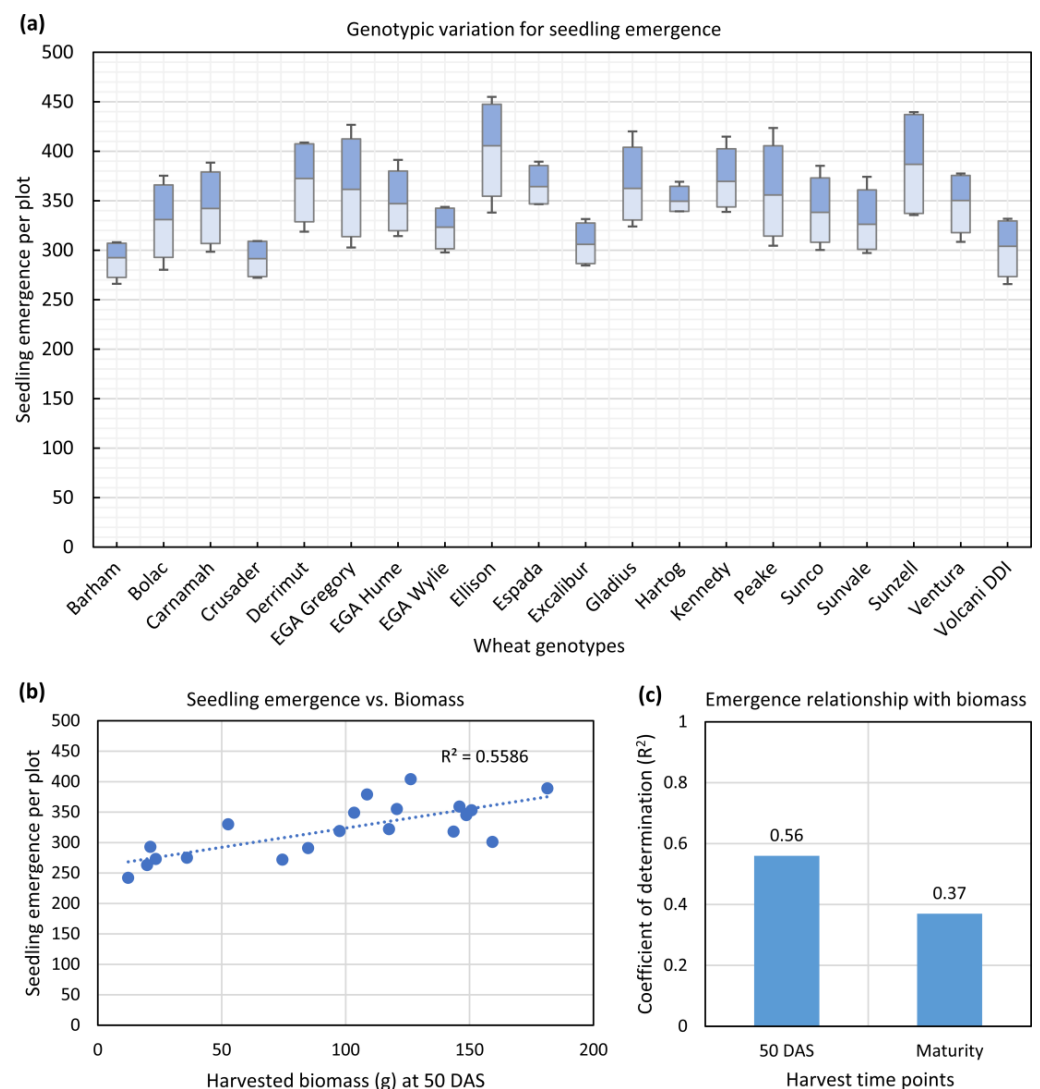 (a)
Genotypic variation for seedling emergence
500
450
400
350
300
250
200
150
100
50
0
Seedling emergence per plot
Barham
Bolac
Carnamah
Crusader
Derrimut
EGA Gregory
EGA Hume
EGA Wylie
Ellison
Espada
Excalibur
Gladius
Hartog
Kennedy
Peake
Sunco
Sunvale
Sunzell
Ventura
Volcani DDI
Wheat genotypes
(b)
Seedling emergence vs. Biomass
500
450
400
350
300
250
200
150
100
50
0
Seedling emergence per plot
R² = 0.5586
0 50 100 150 200
Harvested biomass (g) at 50 DAS
(c)
Emergence relationship with biomass
1
0.8
0.6
0.4
0.2
0
Coefficient of determination (R²)
0.56
0.37
50 DAS Maturity
Harvest time points